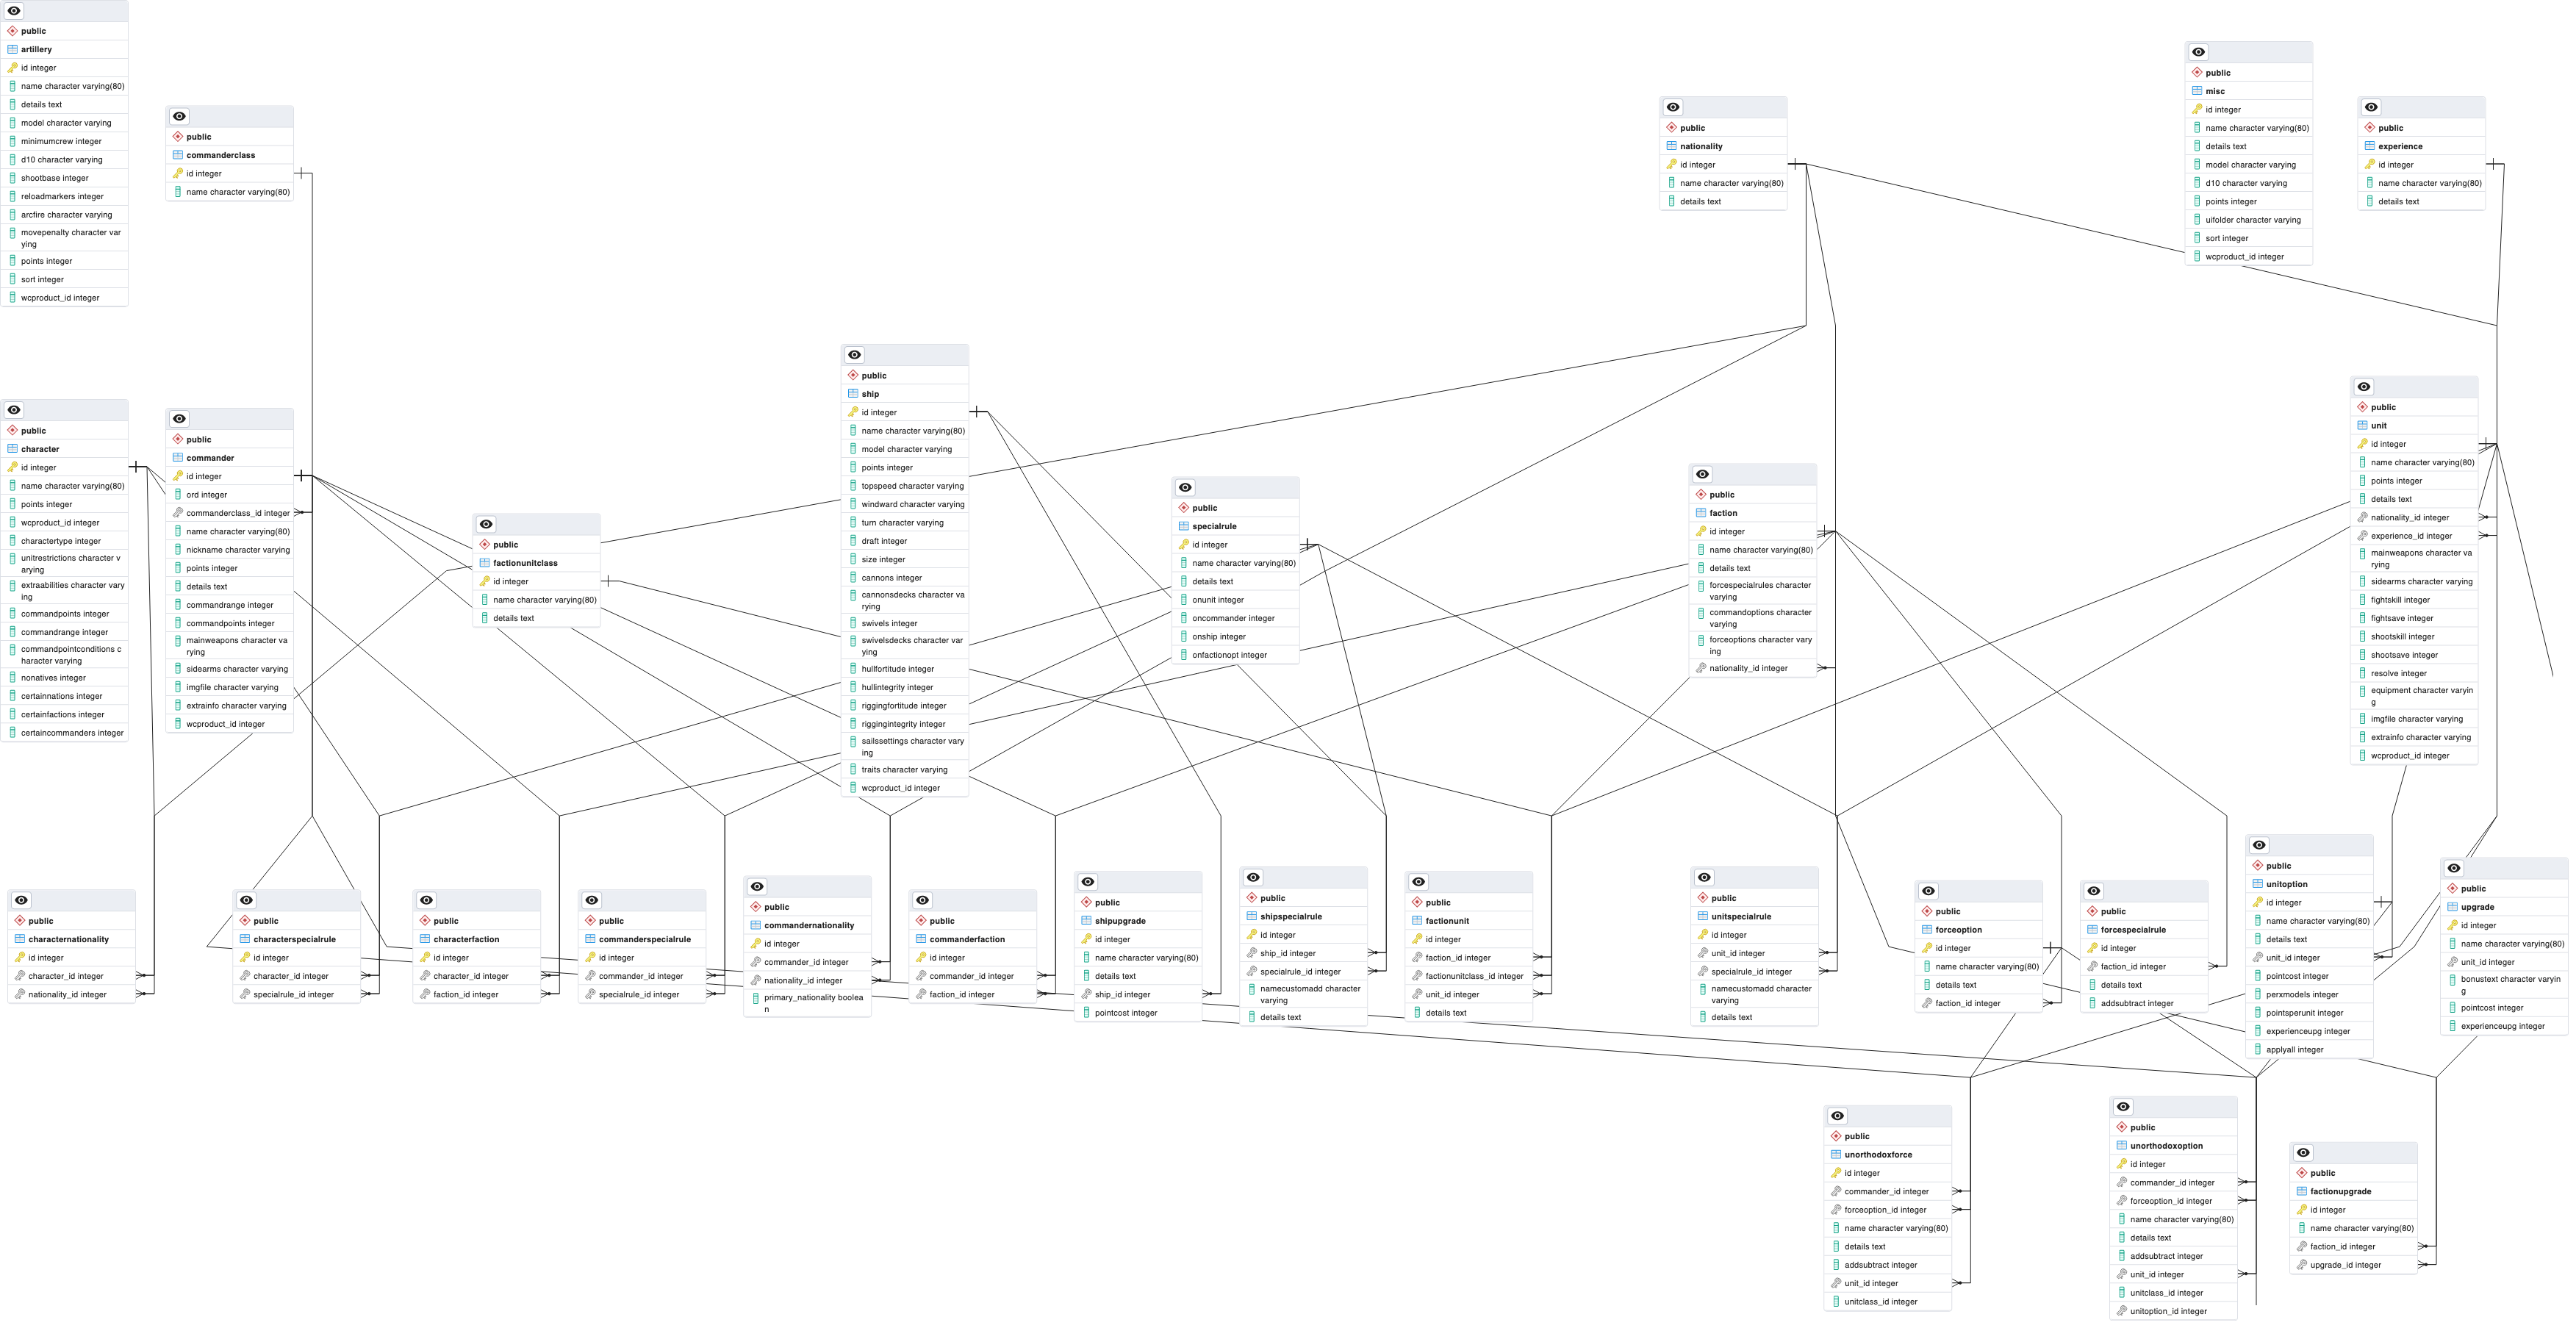 public
artillery
id integer
name character varying(80)
details text
model character varying
minimumcrew integer
d10 character varying
shootbase integer
reloadmarkers integer
arcfire character varying
movepenalty character var
ying
points integer
sort integer
wcproduct_id integer
public
commanderclass
id integer
name character varying(80)
public
nationality
id integer
name character varying(80)
details text
public
misc
id integer
name character varying(80)
details text
model character varying
d10 character varying
points integer
uifolder character varying
sort integer
wcproduct_id integer
public
experience
id integer
name character varying(80)
details text
public
character
id integer
name character varying(80)
points integer
wcproduct_id integer
charactertype integer
unitrestrictions character v
arying
extraabilities character vary
ing
commandpoints integer
commandrange integer
commandpointconditions c
haracter varying
nonatives integer
certainnations integer
certainfactions integer
certaincommanders integer
public
commander
id integer
ord integer
commanderclass_id integer
name character varying(80)
nickname character varying
points integer
details text
commandrange integer
commandpoints integer
mainweapons character va
rying
sidearms character varying
imgfile character varying
extrainfo character varying
wcproduct_id integer
public
factionunitclass
id integer
name character varying(80)
details text
public
ship
id integer
name character varying(80)
model character varying
points integer
topspeed character varying
windward character varying
turn character varying
draft integer
size integer
cannons integer
cannonsdecks character va
rying
swivels integer
swivelsdecks character var
ying
hullfortitude integer
hullintegrity integer
riggingfortitude integer
riggingintegrity integer
sailssettings character vary
ing
traits character varying
wcproduct_id integer
public
specialrule
id integer
name character varying(80)
details text
onunit integer
oncommander integer
onship integer
onfactionopt integer
public
faction
id integer
name character varying(80)
details text
forcespecialrules character
varying
commandoptions character
varying
forceoptions character vary
ing
nationality_id integer
public
unit
id integer
name character varying(80)
points integer
details text
nationality_id integer
experience_id integer
mainweapons character va
rying
sidearms character varying
fightskill integer
fightsave integer
shootskill integer
shootsave integer
resolve integer
equipment character varyin
g
imgfile character varying
extrainfo character varying
wcproduct_id integer
public
characternationality
id integer
character_id integer
nationality_id integer
public
characterspecialrule
id integer
character_id integer
specialrule_id integer
public
characterfaction
id integer
character_id integer
faction_id integer
public
commanderspecialrule
id integer
commander_id integer
specialrule_id integer
public
commandernationality
id integer
commander_id integer
nationality_id integer
primary_nationality boolea
n
public
commanderfaction
id integer
commander_id integer
faction_id integer
public
shipupgrade
id integer
name character varying(80)
details text
ship_id integer
pointcost integer
public
shipspecialrule
id integer
ship_id integer
specialrule_id integer
namecustomadd character
varying
details text
public
factionunit
id integer
faction_id integer
factionunitclass_id integer
unit_id integer
details text
public
unitspecialrule
id integer
unit_id integer
specialrule_id integer
namecustomadd character
varying
details text
public
forceoption
id integer
name character varying(80)
details text
faction_id integer
public
forcespecialrule
id integer
faction_id integer
details text
addsubtract integer
public
unitoption
id integer
name character varying(80)
details text
unit_id integer
pointcost integer
perxmodels integer
pointsperunit integer
experienceupg integer
applyall integer
public
upgrade
id integer
name character varying(80)
unit_id integer
bonustext character varyin
g
pointcost integer
experienceupg integer
public
unorthodoxforce
id integer
commander_id integer
forceoption_id integer
name character varying(80)
details text
addsubtract integer
unit_id integer
unitclass_id integer
public
unorthodoxoption
id integer
commander_id integer
forceoption_id integer
name character varying(80)
details text
addsubtract integer
unit_id integer
unitclass_id integer
unitoption_id integer
public
factionupgrade
id integer
name character varying(80)
faction_id integer
upgrade_id integer